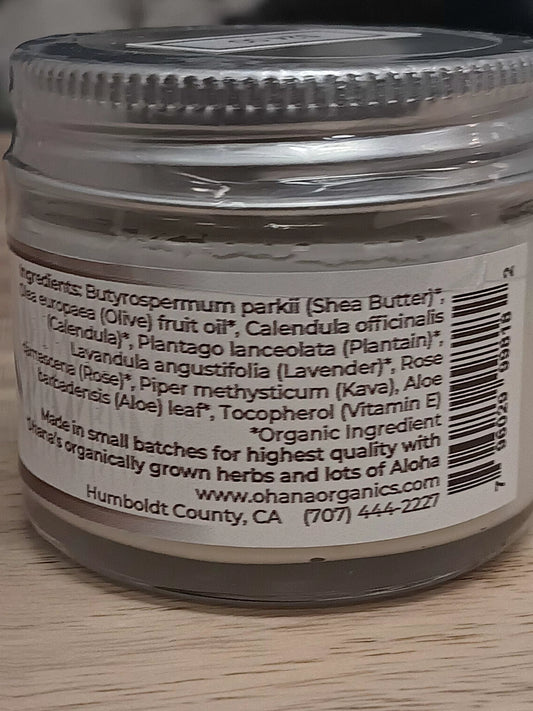 Ingredients: Butyrospermum parkii (Shea Butter)*,
Olea europaea (Olive) fruit oil*, Calendula officinalis
(Calendula)*, Plantago lanceolata (Plantain)*,
Lavandula angustifolia (Lavender)*, Rose
damascena (Rose)*, Piper methysticum (Kava), Aloe
barbadensis (Aloe) leaf*, Tocopherol (Vitamin E)
*Organic Ingredient
Made in small batches for highest quality with
'Ohana's organically grown herbs and lots of Aloha
www.ohanaorganics.com
Humboldt County, CA (707) 444-2227